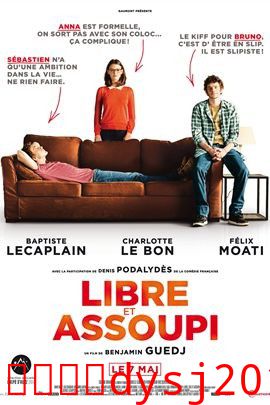 GAUMONT PRÉSENTE
ANNA EST FORMELLE,
ON SORT PAS AVEC SON COLOC...
ÇA COMPLIQUE!
LE KIFF POUR BRUNO,
C'EST D'ÊTRE EN SLIP.
IL EST SLIPISTE!
SÉBASTIEN N'A
QU'UNE AMBITION
DANS LA VIE...
NE RIEN FAIRE.
BAPTISTE
LECAPLAIN
CHARLOTTE
LE BON
FÉLIX
MOATI
AVEC LA PARTICIPATION DE DENIS PODALYDÈS DE LA COMÉDIE FRANÇAISE
LIBRE
ET
ASSOUPI
UN FILM DE BENJAMIN GUEDJ
LE 7 MAI
dysj20